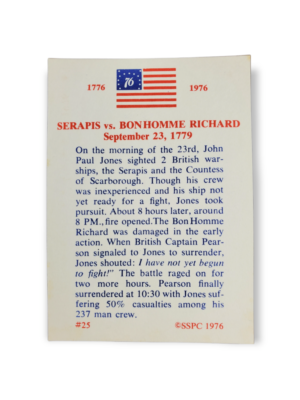 1776 76 1976
SERAPIS vs. BONHOMME RICHARD
September 23, 1779
On the morning of the 23rd, John
Paul Jones sighted 2 British war-
ships, the Serapis and the Countess
of Scarborough. Though his crew
was inexperienced and his ship not
yet ready for a fight, Jones took
pursuit. About 8 hours later, around
8 PM., fire opened. The Bon Homme
Richard was damaged in the early
action. When British Captain Pear-
son signaled to Jones to surrender,
Jones shouted: I have not yet begun
to fight!" The battle raged on for
two more hours. Pearson finally
surrendered at 10:30 with Jones suf-
fering 50% casualties among his
237 man crew.
#25 ©SSPC 1976